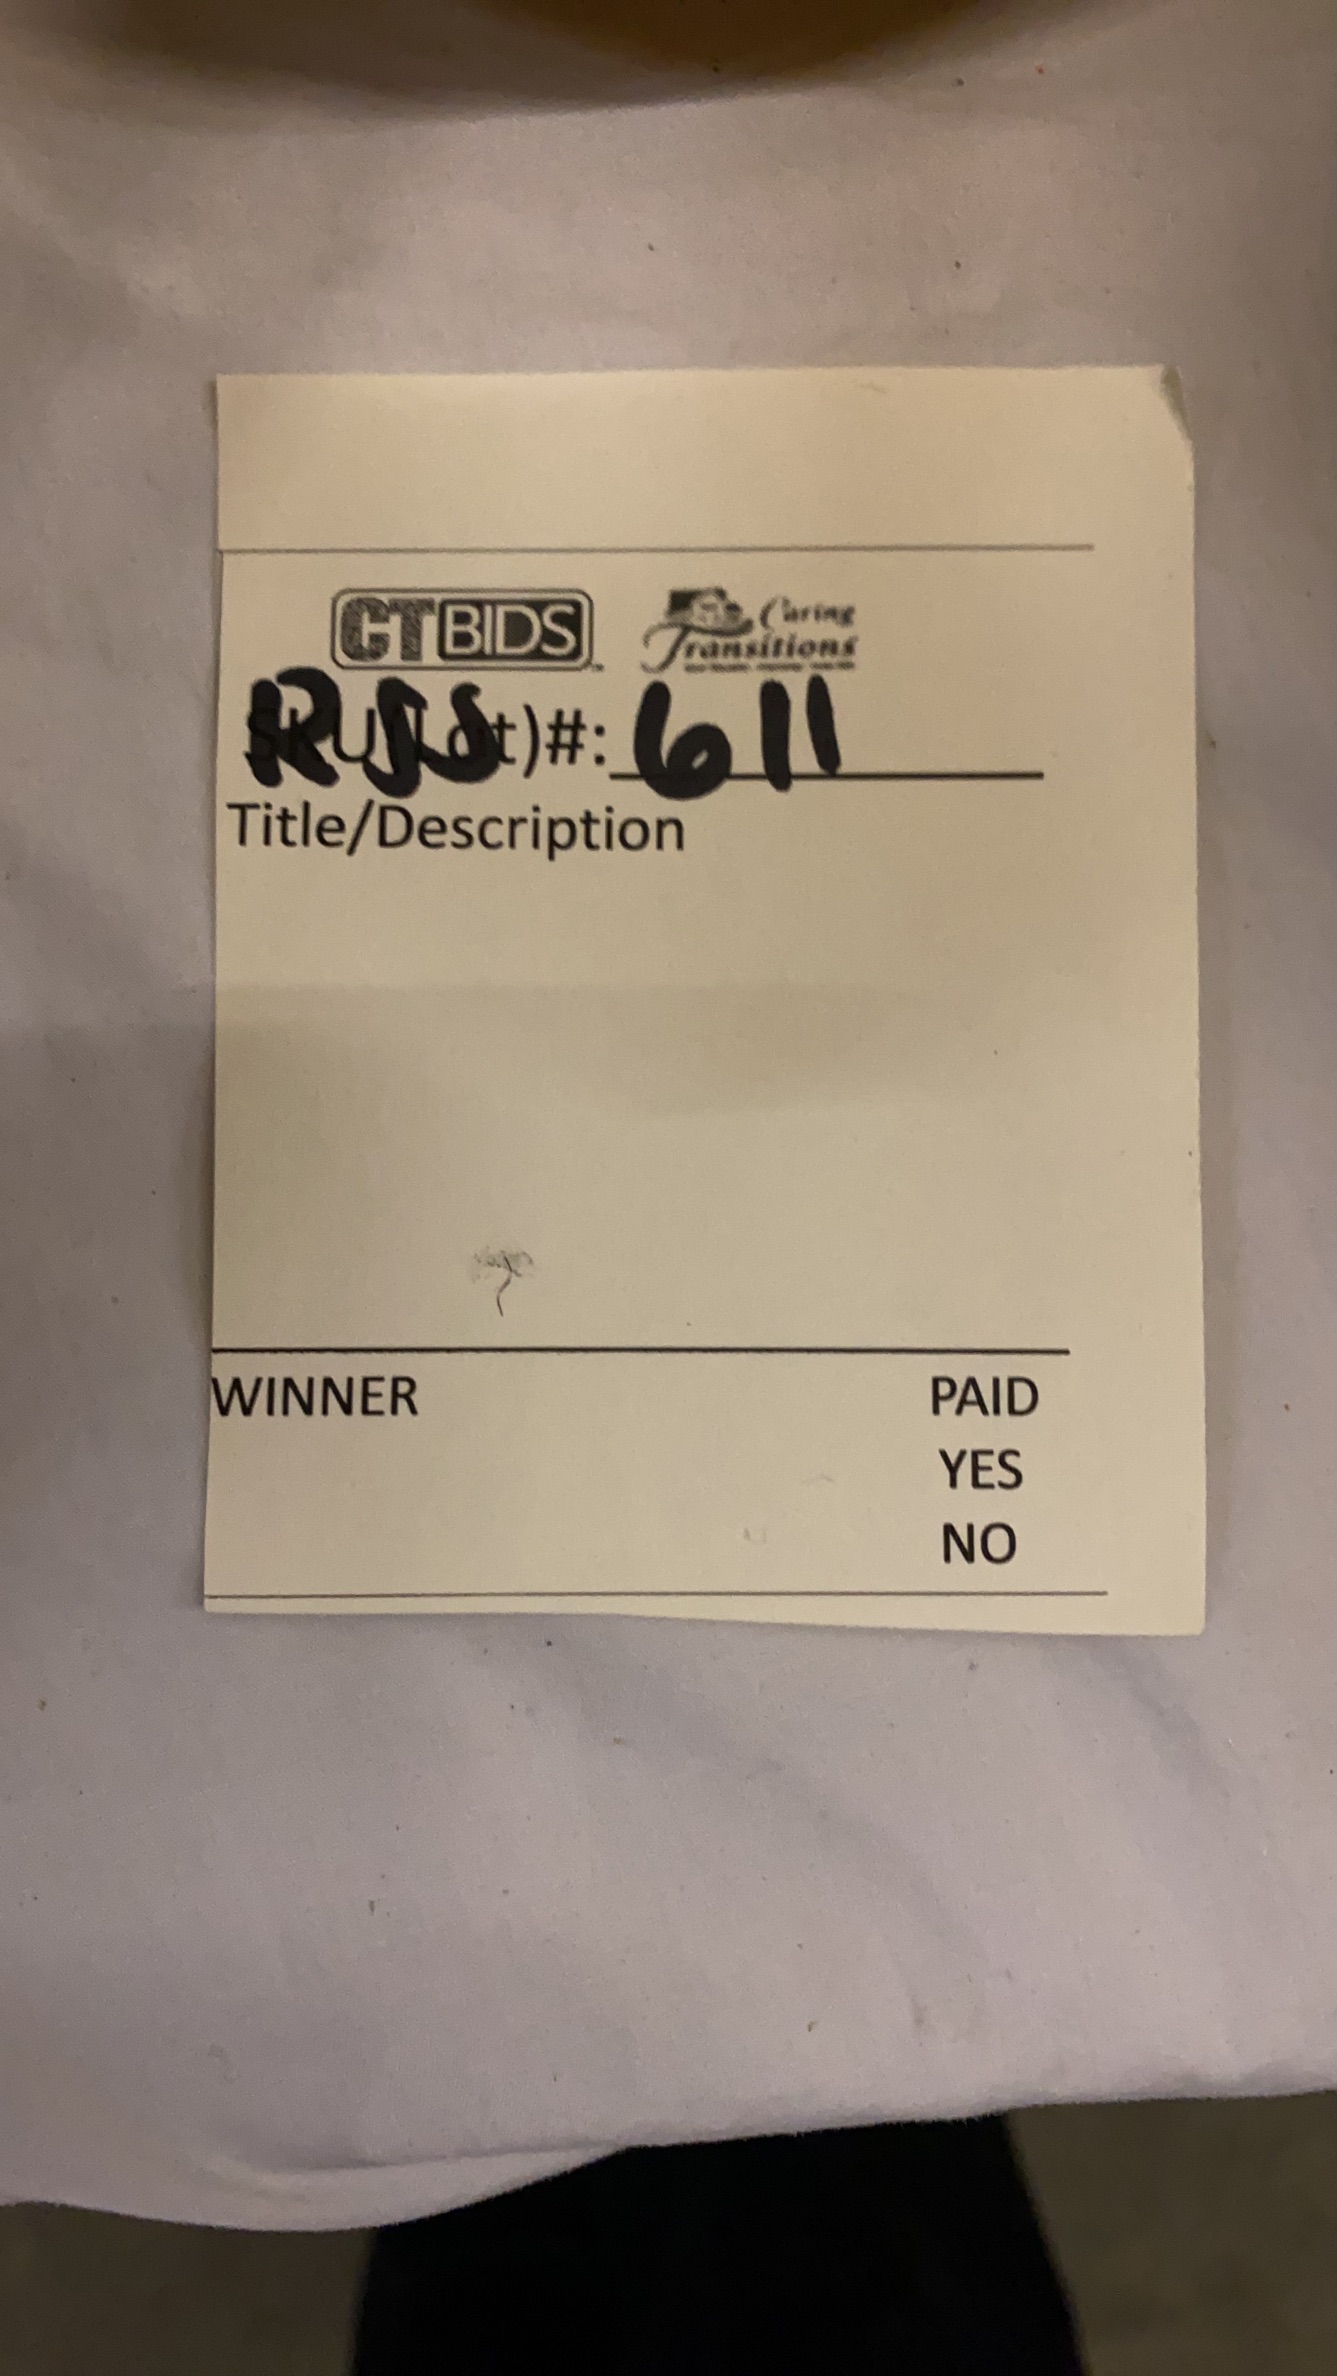 CTBIDS Caring Transitions
RSS SKU(Lot)#: 611
Title/Description
WINNER PAID
YES
NO